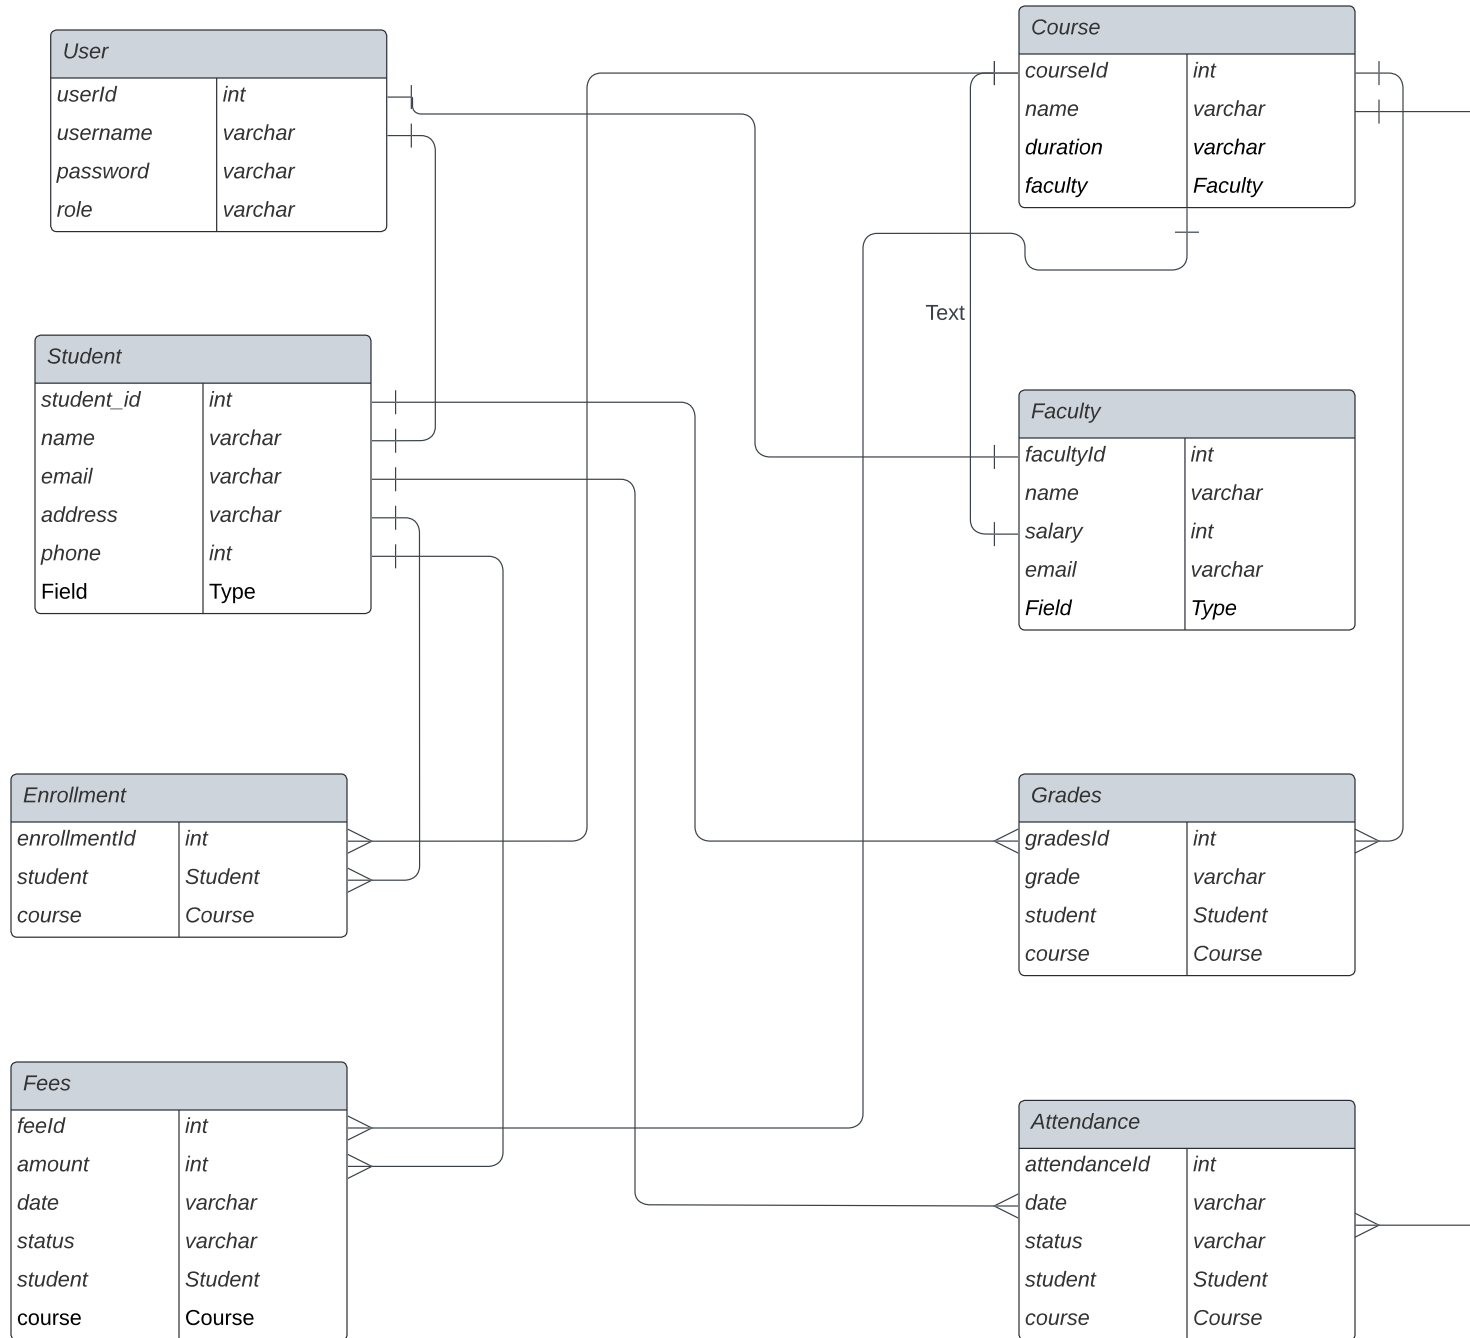 User
userId int
username varchar
password varchar
role varchar
Course
courseId int
name varchar
duration varchar
faculty Faculty
Text
Student
student_id int
name varchar
email varchar
address varchar
phone int
Field Type
Faculty
facultyId int
name varchar
salary int
email varchar
Field Type
Enrollment
enrollmentId int
student Student
course Course
Grades
gradesId int
grade varchar
student Student
course Course
Fees
feeId int
amount int
date varchar
status varchar
student Student
course Course
Attendance
attendanceId int
date varchar
status varchar
student Student
course Course